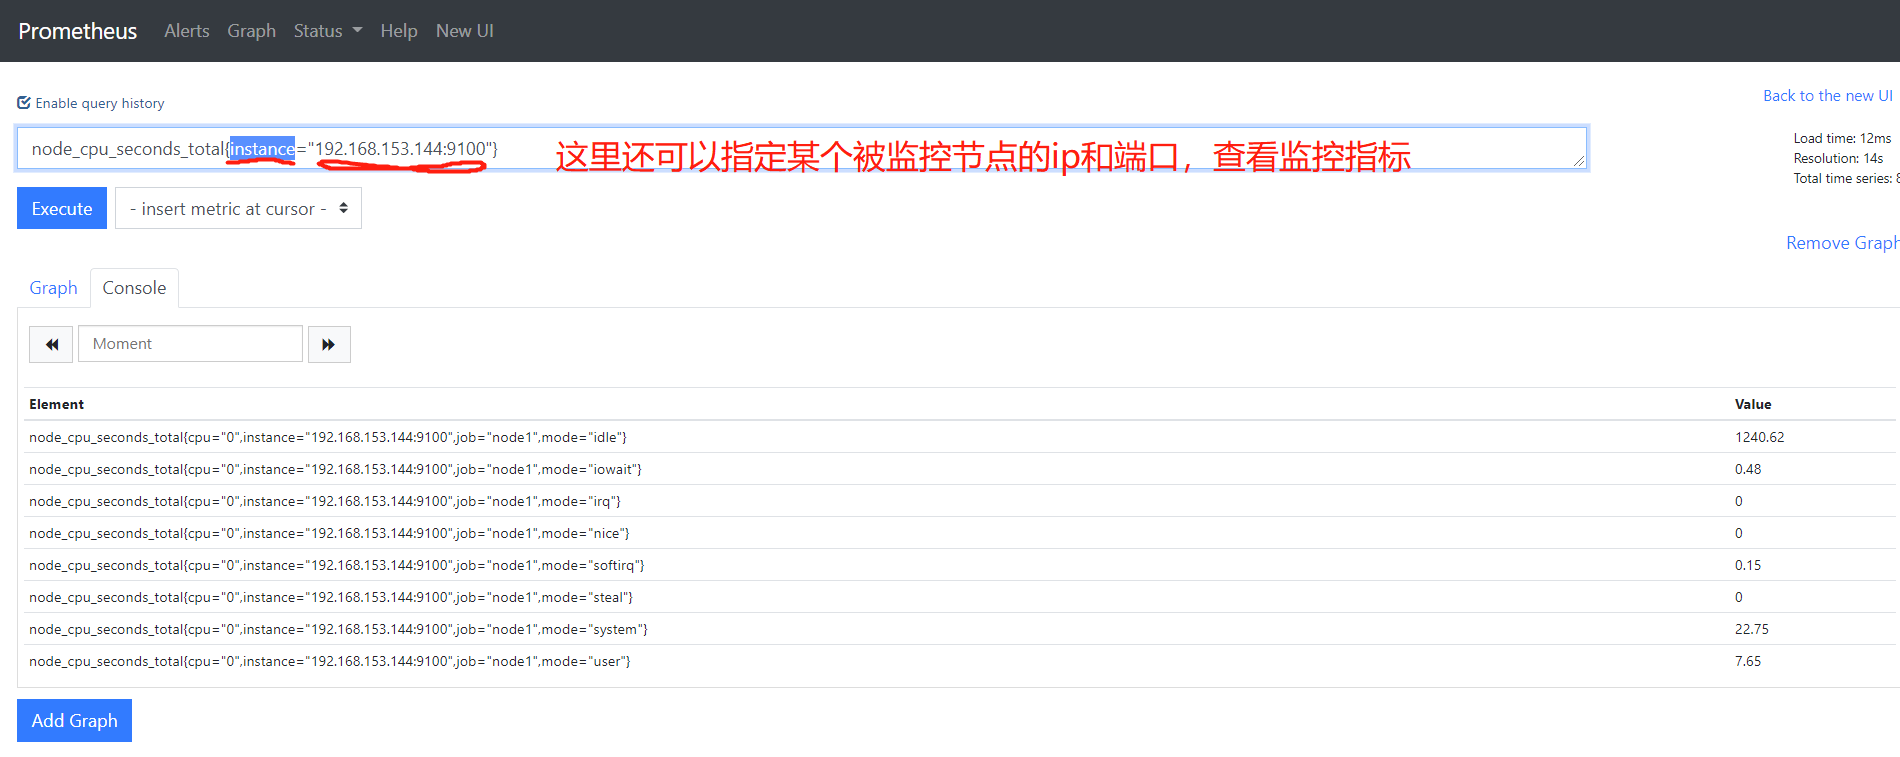 Prometheus Alerts Graph Status Help New UI
Enable query history
Back to the new UI
node_cpu_seconds_total{instance="192.168.153.144:9100"} 这里还可以指定某个被监控节点的ip和端口，查看监控指标
Load time: 12ms
Resolution: 14s
Total time series: 8
Execute - insert metric at cursor -
Remove Graph
Graph Console
Moment
Element Value
node_cpu_seconds_total{cpu="0",instance="192.168.153.144:9100",job="node1",mode="idle"} 1240.62
node_cpu_seconds_total{cpu="0",instance="192.168.153.144:9100",job="node1",mode="iowait"} 0.48
node_cpu_seconds_total{cpu="0",instance="192.168.153.144:9100",job="node1",mode="irq"} 0
node_cpu_seconds_total{cpu="0",instance="192.168.153.144:9100",job="node1",mode="nice"} 0
node_cpu_seconds_total{cpu="0",instance="192.168.153.144:9100",job="node1",mode="softirq"} 0.15
node_cpu_seconds_total{cpu="0",instance="192.168.153.144:9100",job="node1",mode="steal"} 0
node_cpu_seconds_total{cpu="0",instance="192.168.153.144:9100",job="node1",mode="system"} 22.75
node_cpu_seconds_total{cpu="0",instance="192.168.153.144:9100",job="node1",mode="user"} 7.65
Add Graph